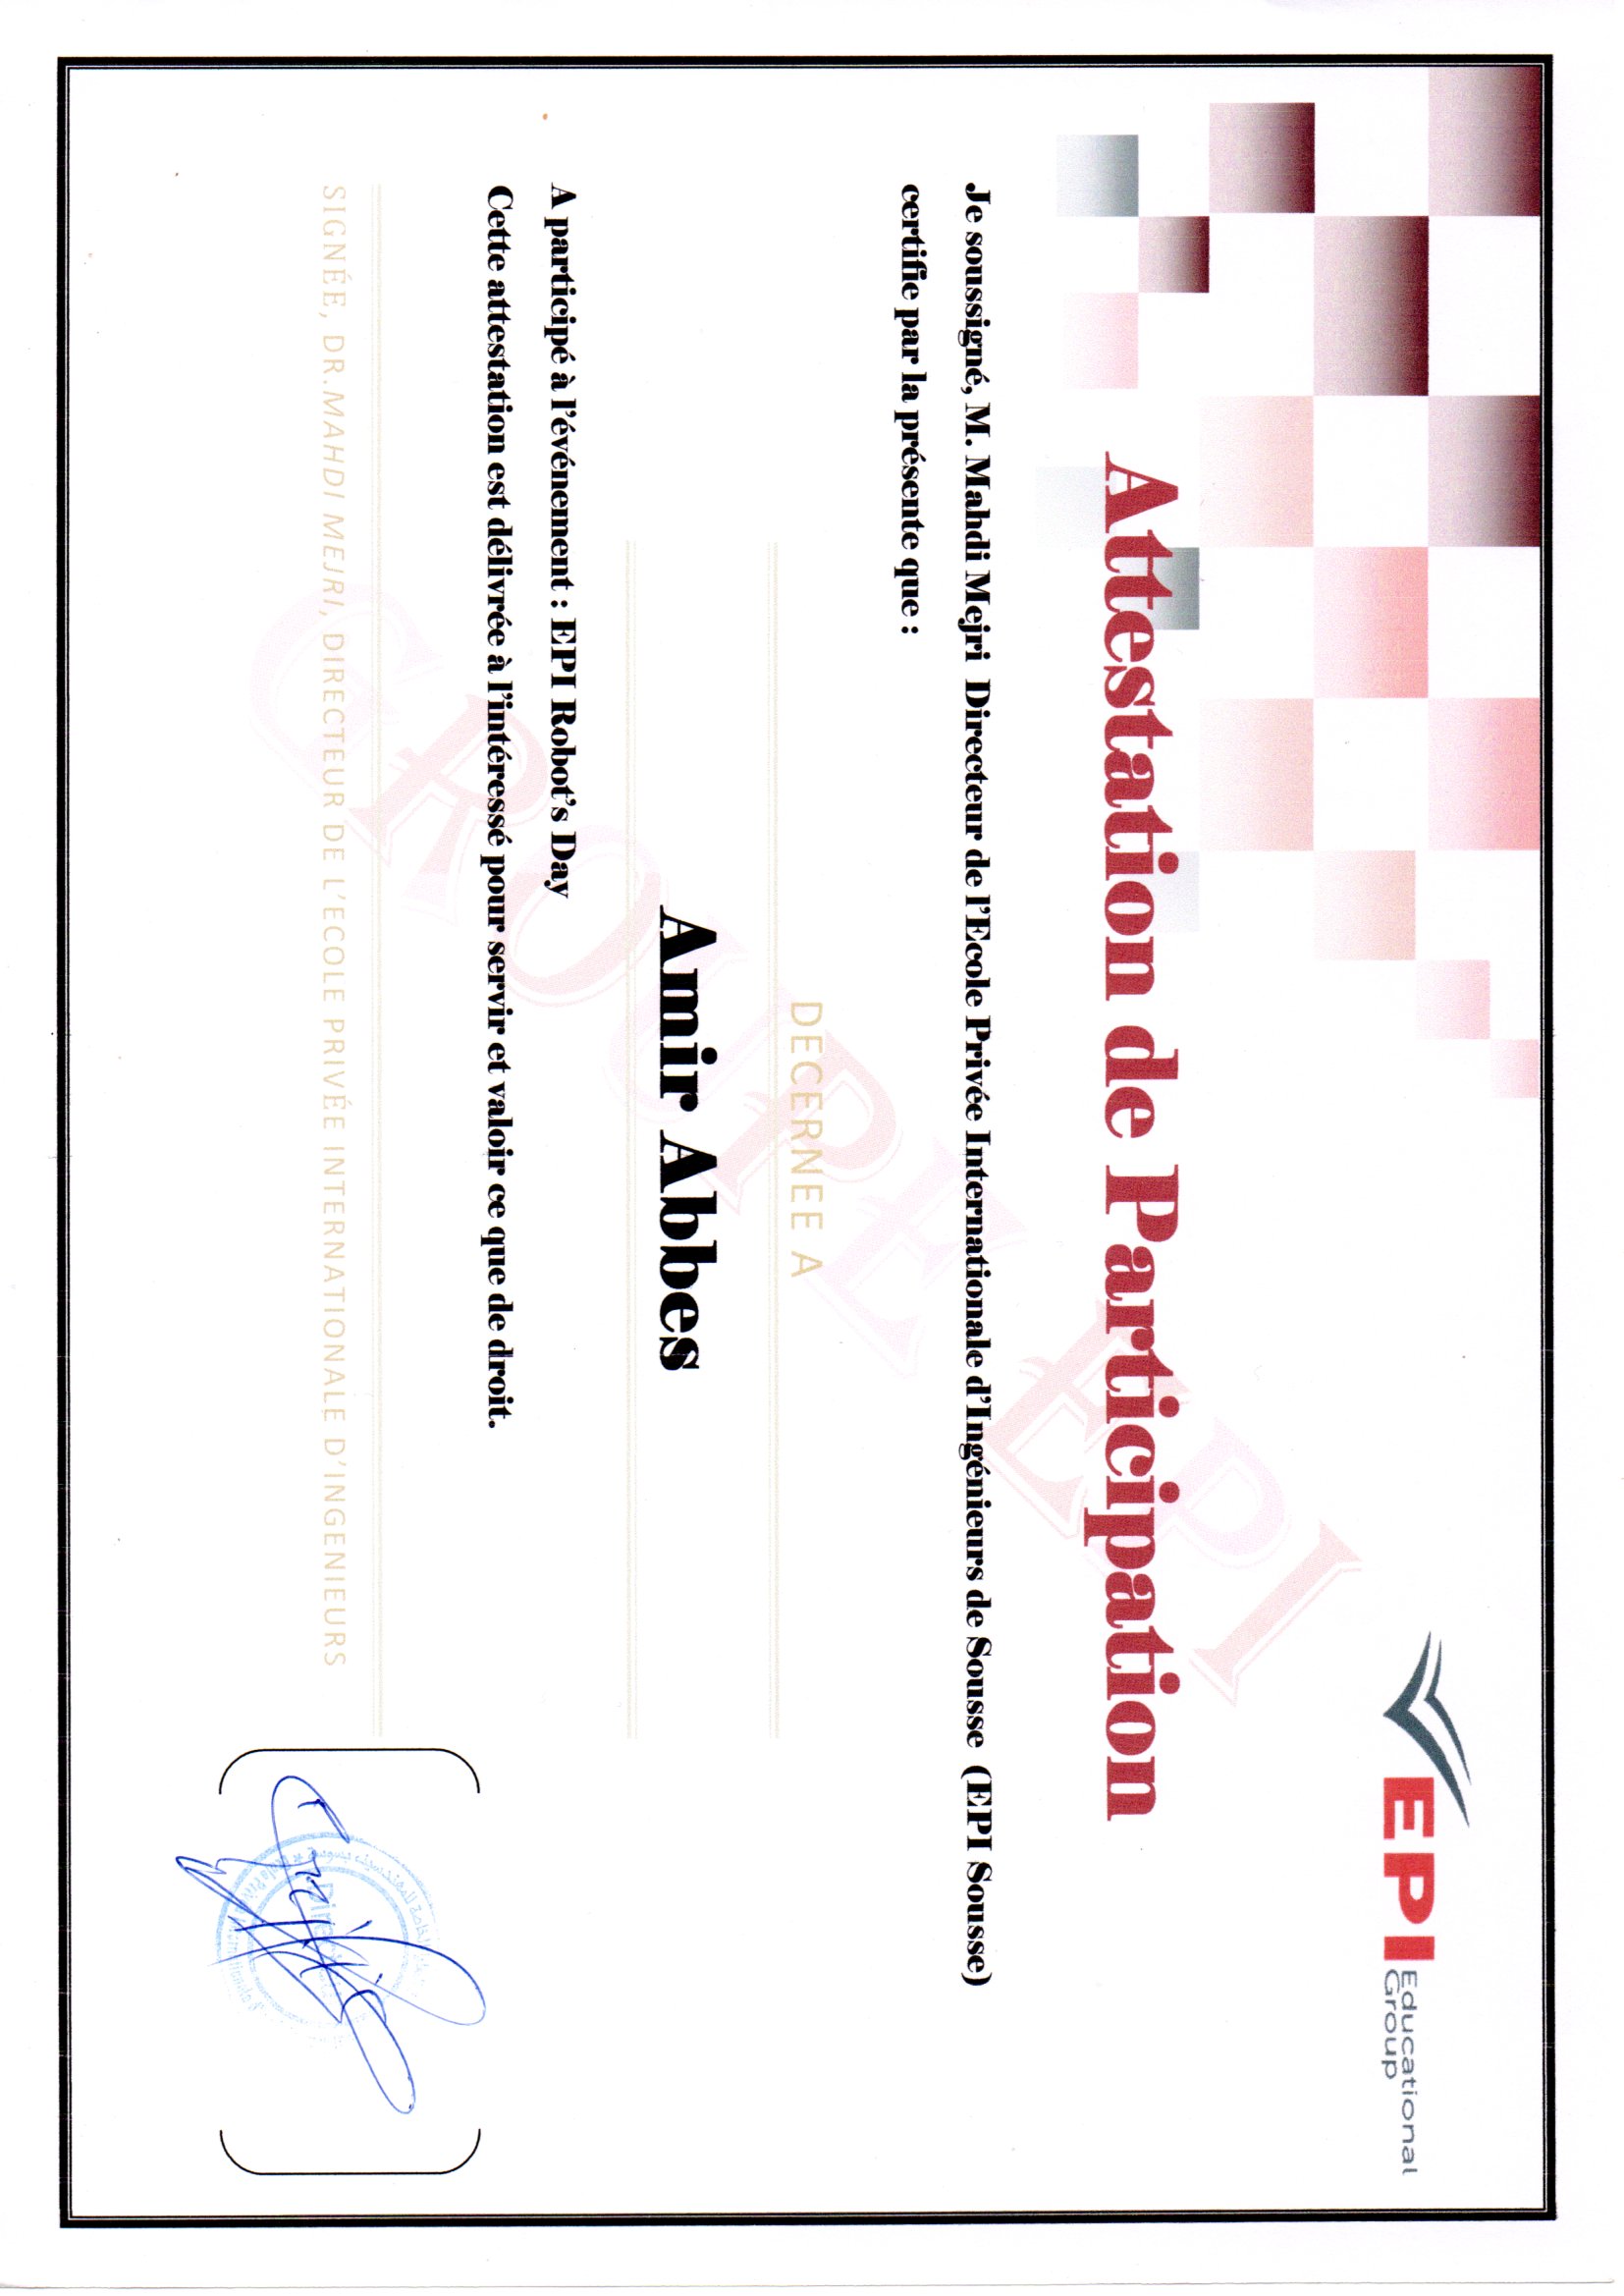 EPI Educational
Group
Attestation de Participation
Je soussigné, M. Mahdi Mejri Directeur de l'Ecole Privée Internationale d'Ingénieurs de Sousse (EPI Sousse)
certifie par la présente que :
DECERNEE A
Amir Abbes
A participé à l'événement : EPI Robot's Day
Cette attestation est délivrée à l'intéressé pour servir et valoir ce que de droit.
SIGNÉE, DR.MAHDI MEJRI, DIRECTEUR DE L'ECOLE PRIVÉE INTERNATIONALE D'INGENIEURS
GROUPE EPI